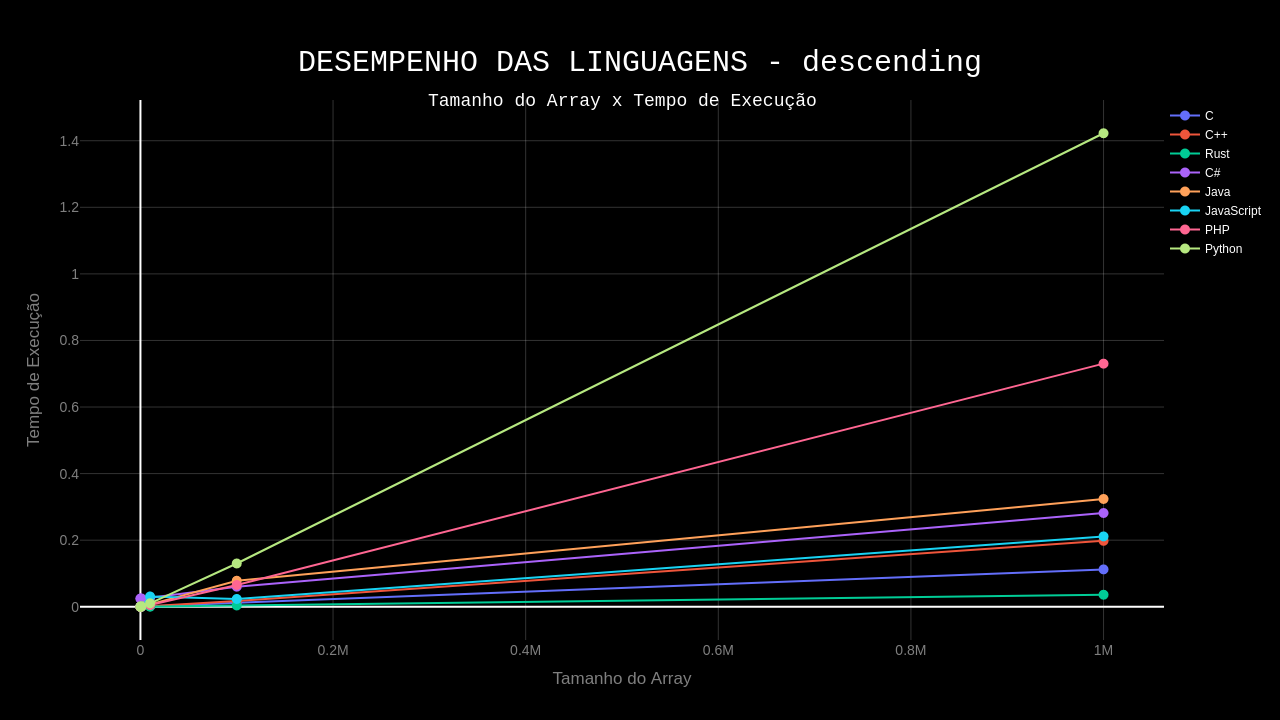 DESEMPENHO DAS LINGUAGENS - descending
Tamanho do Array x Tempo de Execução
C
C++
Rust
C#
Java
JavaScript
PHP
Python
1.4
1.2
1
0.8
0.6
0.4
0.2
0
Tempo de Execução
0
0.2M
0.4M
0.6M
0.8M
1M
Tamanho do Array